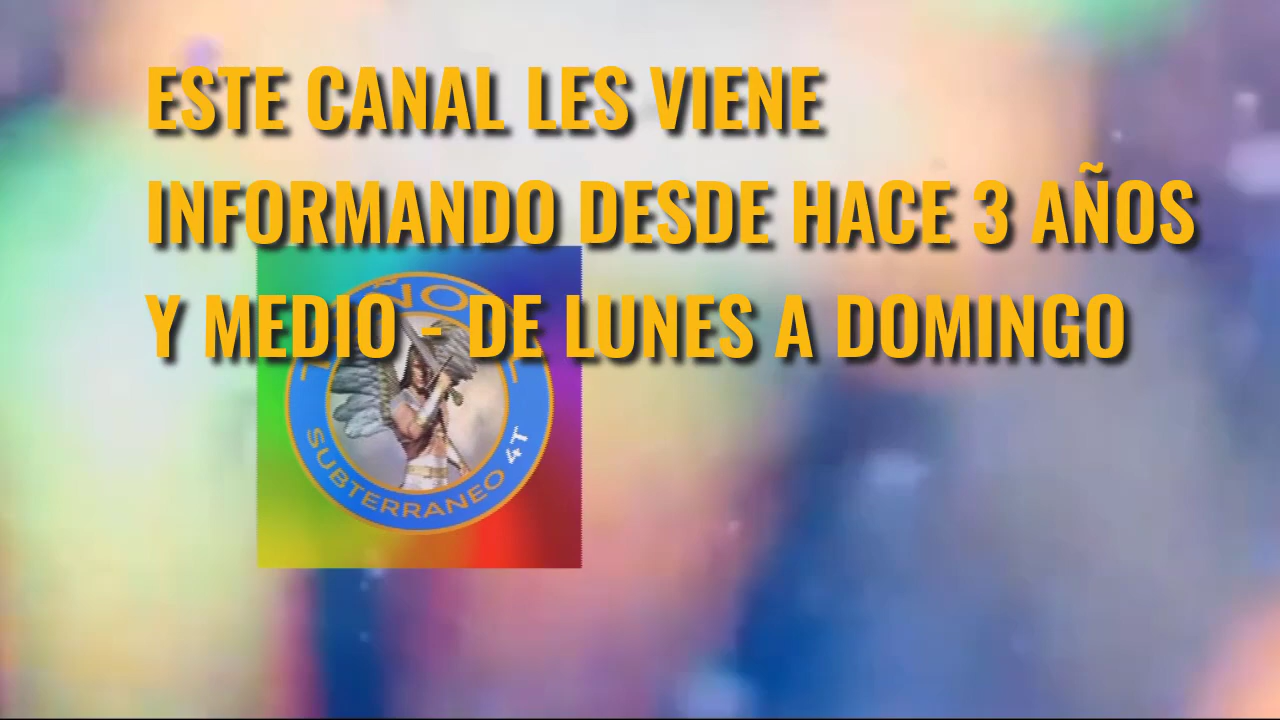 ESTE CANAL LES VIENE
INFORMANDO DESDE HACE 3 AÑOS
Y MEDIO - DE LUNES A DOMINGO
SUBTERRANEO 4T